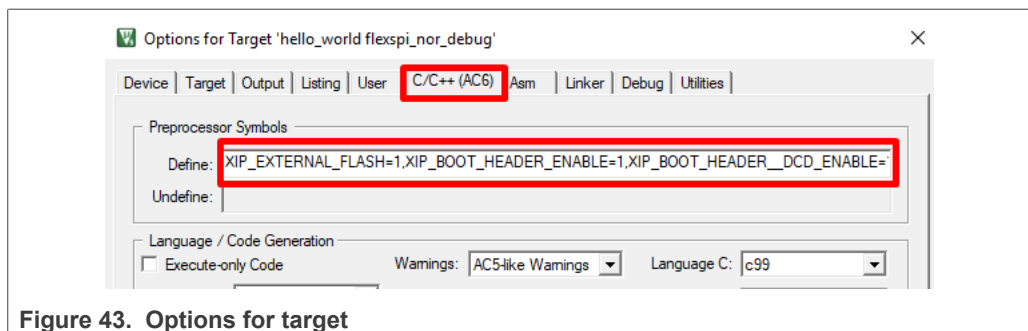 Options for Target 'hello_world flexspi_nor_debug'
Device Target Output Listing User C/C++ (AC6) Asm Linker Debug Utilities
Preprocessor Symbols
Define: XIP_EXTERNAL_FLASH=1,XIP_BOOT_HEADER_ENABLE=1,XIP_BOOT_HEADER__DCD_ENABLE=
Undefine:
Language / Code Generation
Execute-only Code Warnings: AC5-like Warnings Language C: c99
Figure 43. Options for target